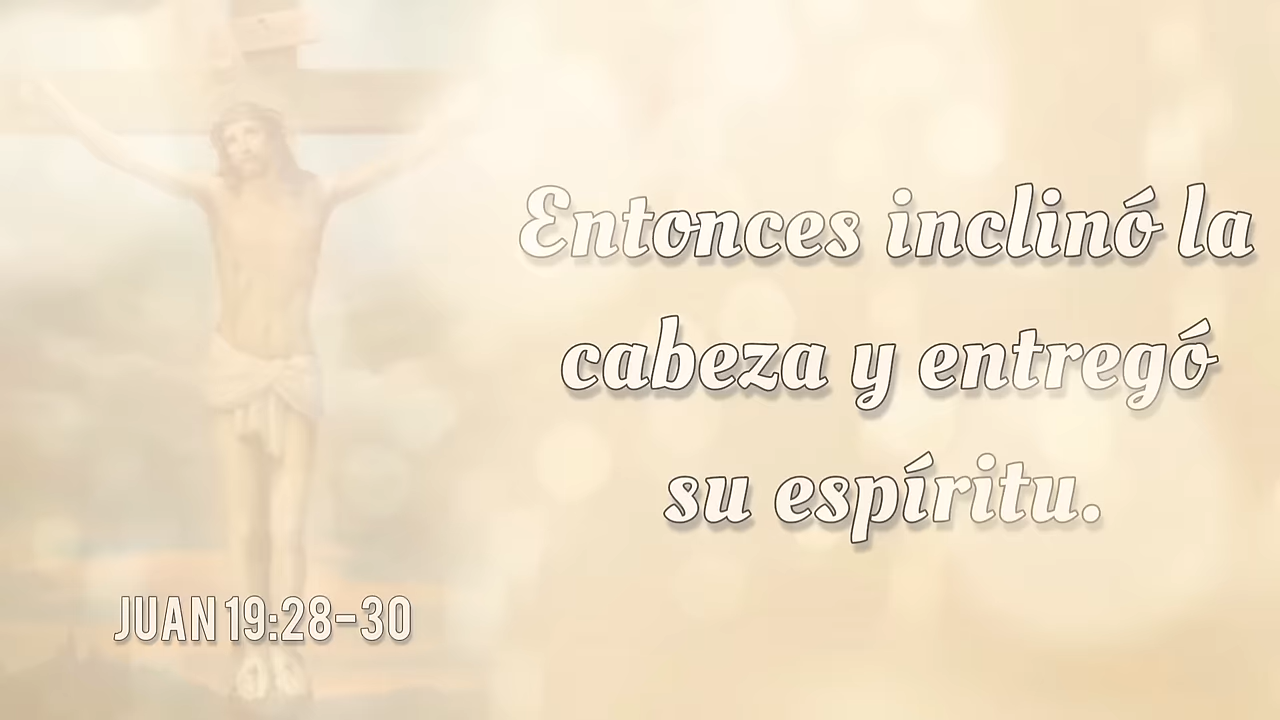 Entonces inclinó la
cabeza y entregó
su espíritu.
JUAN 19:28-30